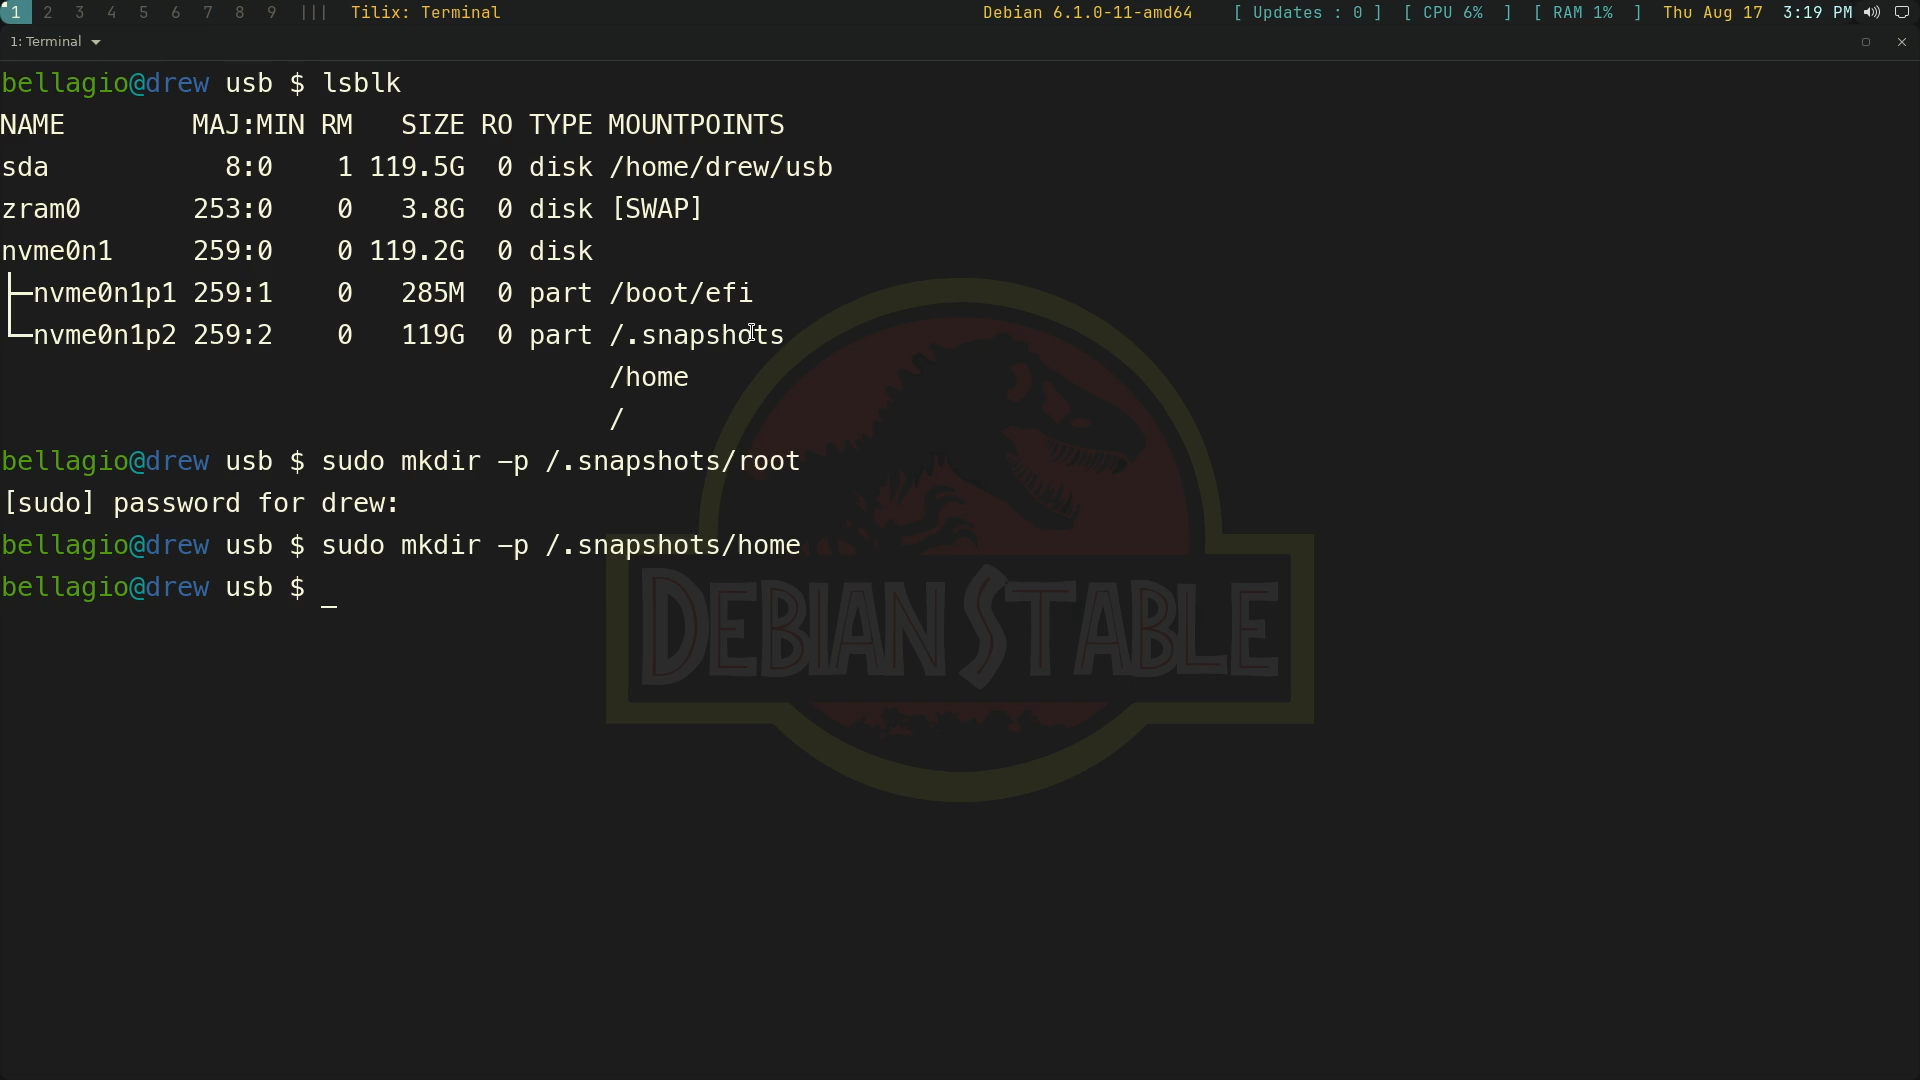 1 2 3 4 5 6 7 8 9 ||| Tilix: Terminal Debian 6.1.0-11-amd64 [ Updates : 0 ] [ CPU 6% ] [ RAM 1% ] Thu Aug 17 3:19 PM
1: Terminal
bellagio@drew usb $ lsblk
NAME        MAJ:MIN RM   SIZE RO TYPE MOUNTPOINTS
sda           8:0    1 119.5G  0 disk /home/drew/usb
zram0       253:0    0   3.8G  0 disk [SWAP]
nvme0n1     259:0    0 119.2G  0 disk
├─nvme0n1p1 259:1    0   285M  0 part /boot/efi
└─nvme0n1p2 259:2    0   119G  0 part /.snapshots
                                      /home
                                      /
bellagio@drew usb $ sudo mkdir -p /.snapshots/root
[sudo] password for drew:
bellagio@drew usb $ sudo mkdir -p /.snapshots/home
bellagio@drew usb $ _
DEBIAN STABLE